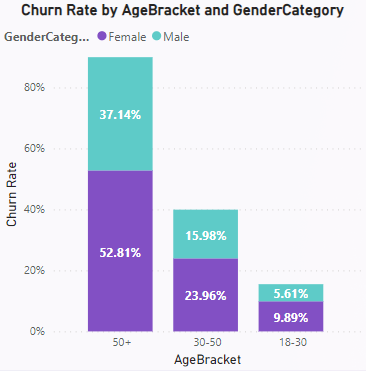 Churn Rate by AgeBracket and GenderCategory
GenderCateg... Female Male
80%
60%
40%
20%
0%
Churn Rate
37.14%
52.81%
15.98%
23.96%
5.61%
9.89%
50+ 30-50 18-30
AgeBracket